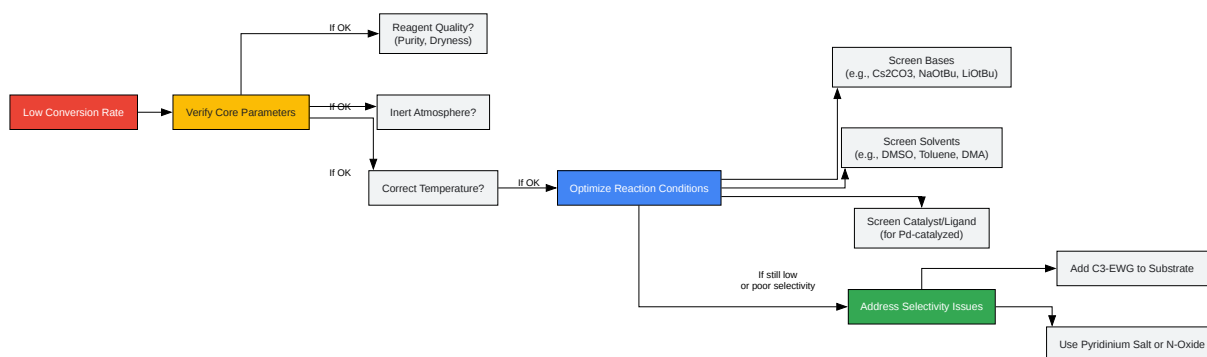 If OK
Reagent Quality?
(Purity, Dryness)
Low Conversion Rate
Verify Core Parameters
If OK
Inert Atmosphere?
If OK
Correct Temperature?
If OK
Optimize Reaction Conditions
Screen Bases
(e.g., Cs2CO3, NaOtBu, LiOtBu)
Screen Solvents
(e.g., DMSO, Toluene, DMA)
Screen Catalyst/Ligand
(for Pd-catalyzed)
If still low
or poor selectivity
Address Selectivity Issues
Add C3-EWG to Substrate
Use Pyridinium Salt or N-Oxide